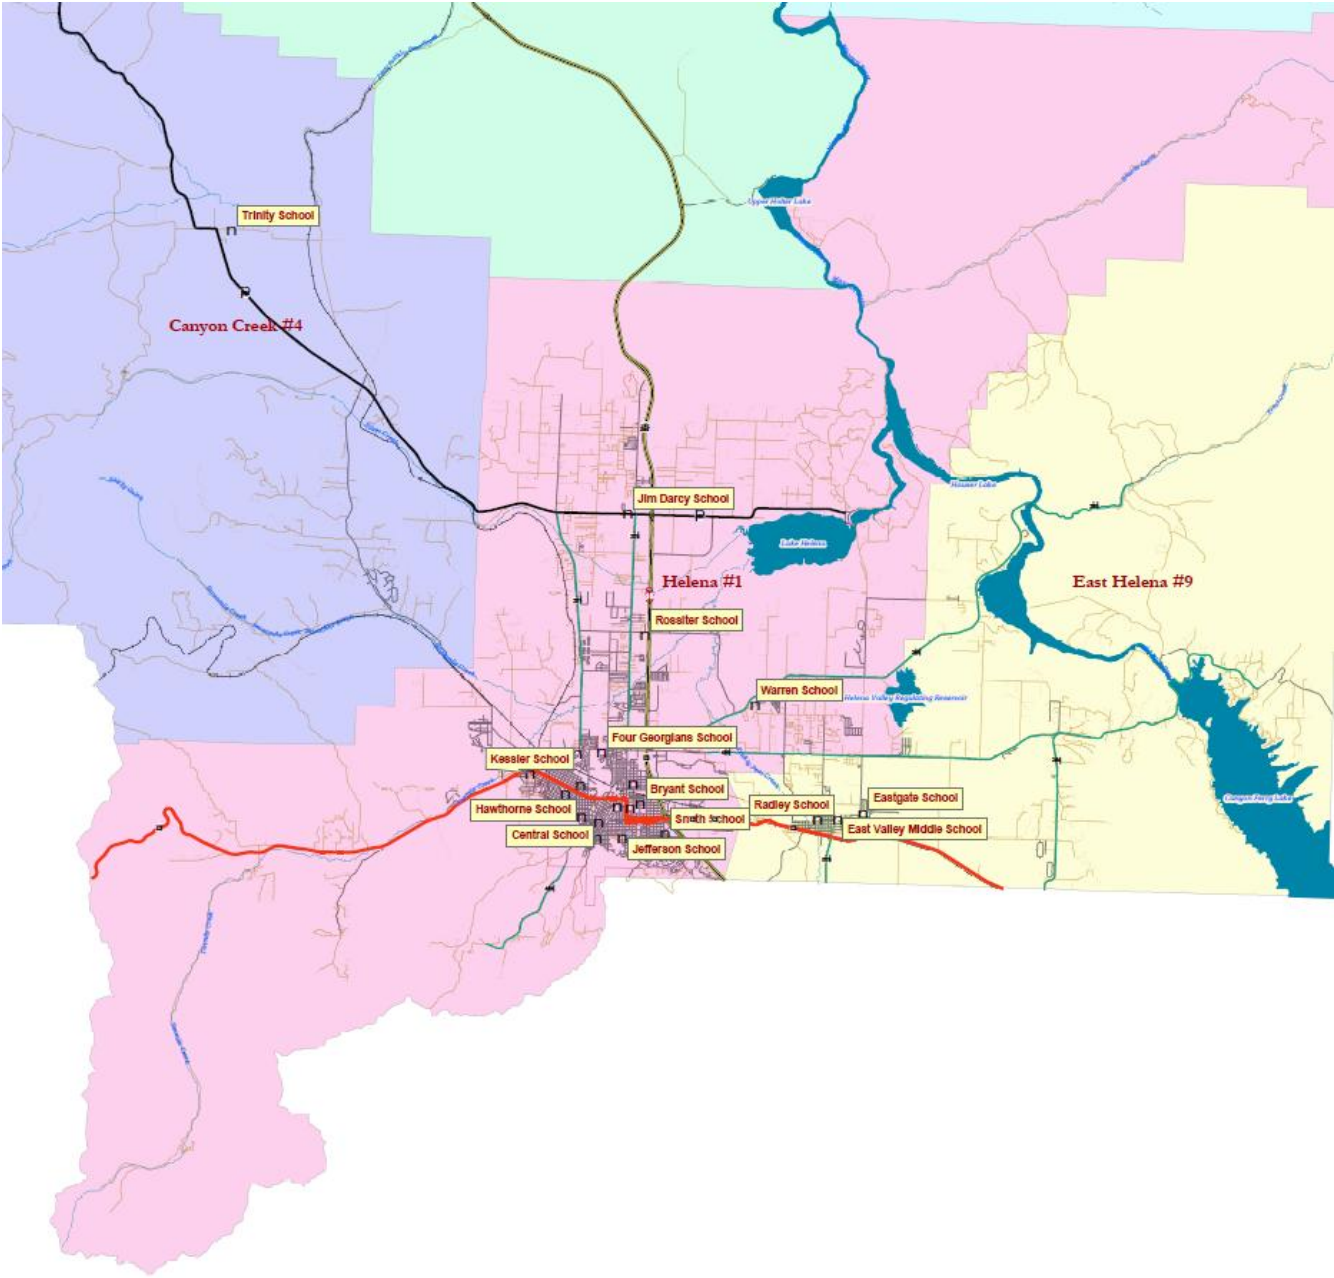 Upper Holter Lake
Trinity School
Canyon Creek #4
Hauser Lake
Jim Darcy School
Lake Helena
Helena #1
East Helena #9
Rossiter School
Warren School
Helena Valley Regulating Reservoir
Four Georgians School
Kessler School
Bryant School
Canyon Ferry Lake
Eastgate School
Radley School
Hawthorne School
Smith School
East Valley Middle School
Central School
Jefferson School